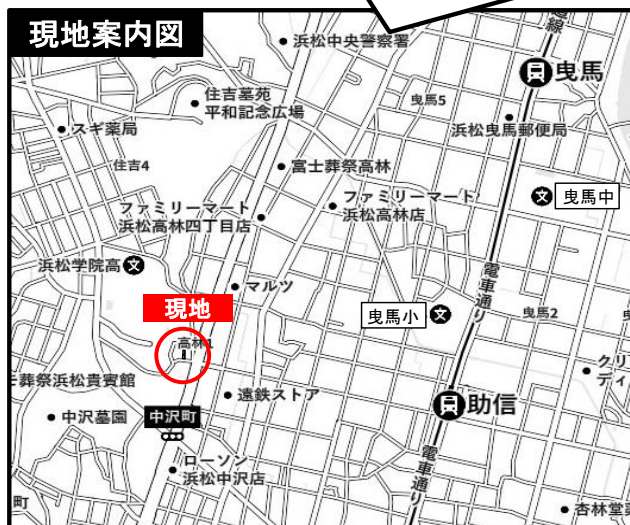 現地案内図
浜松中央警察署
道線
曳馬
住吉墓苑
平和記念広場
曳馬5
スギ薬局
浜松曳馬郵便局
住吉4
富士葬祭高林
曳馬中
ファミリーマート
浜松高林四丁目店
ファミリーマート
浜松高林店
浜松学院高
電車通り
マルツ
現地
曳馬小
曳馬2
高林1
クリ
ディ
士葬祭浜松貴賓館
遠鉄ストア
助信
中沢墓園
中沢町
電車通り
ローソン
浜松中沢店
町
杏林堂薬